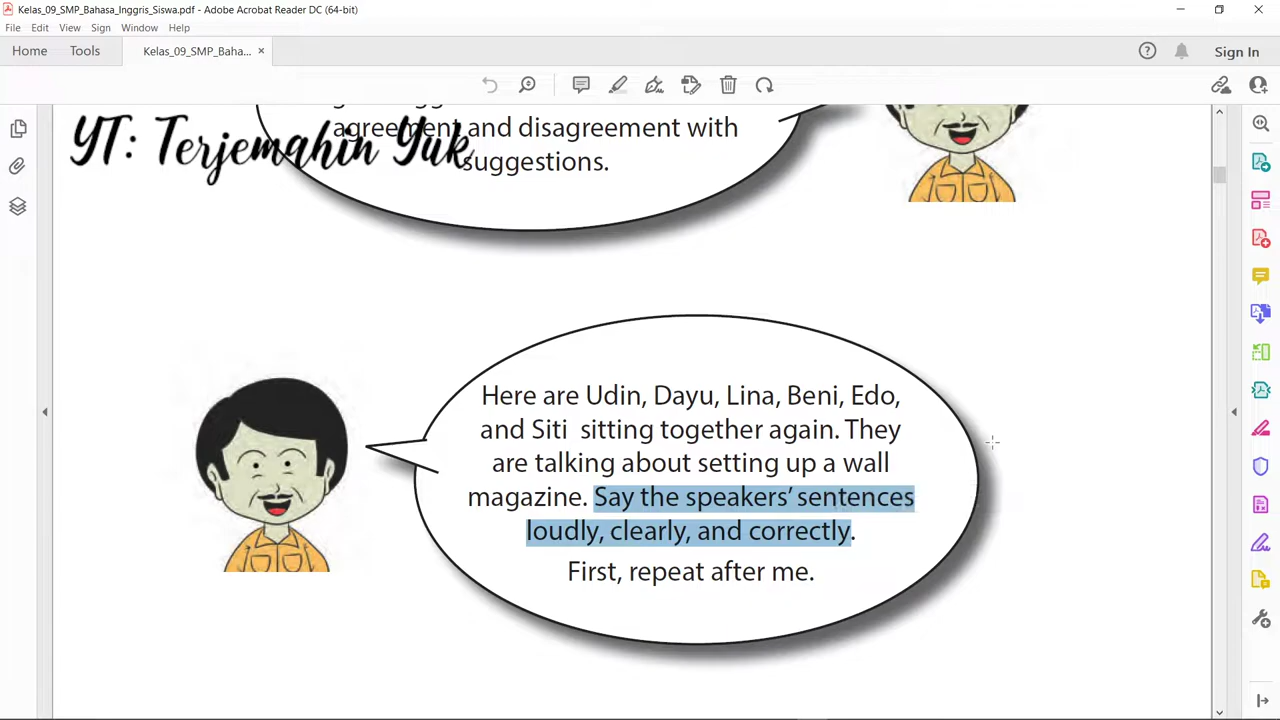 Kelas_09_SMP_Bahasa_Inggris_Siswa.pdf - Adobe Acrobat Reader DC (64-bit)
File Edit View Sign Window Help
Home Tools Kelas_09_SMP_Baha... Sign In
YT: Terjemahin Yuk
agreement and disagreement with
suggestions.
Here are Udin, Dayu, Lina, Beni, Edo,
and Siti sitting together again. They
are talking about setting up a wall
magazine. Say the speakers’ sentences
loudly, clearly, and correctly.
First, repeat after me.